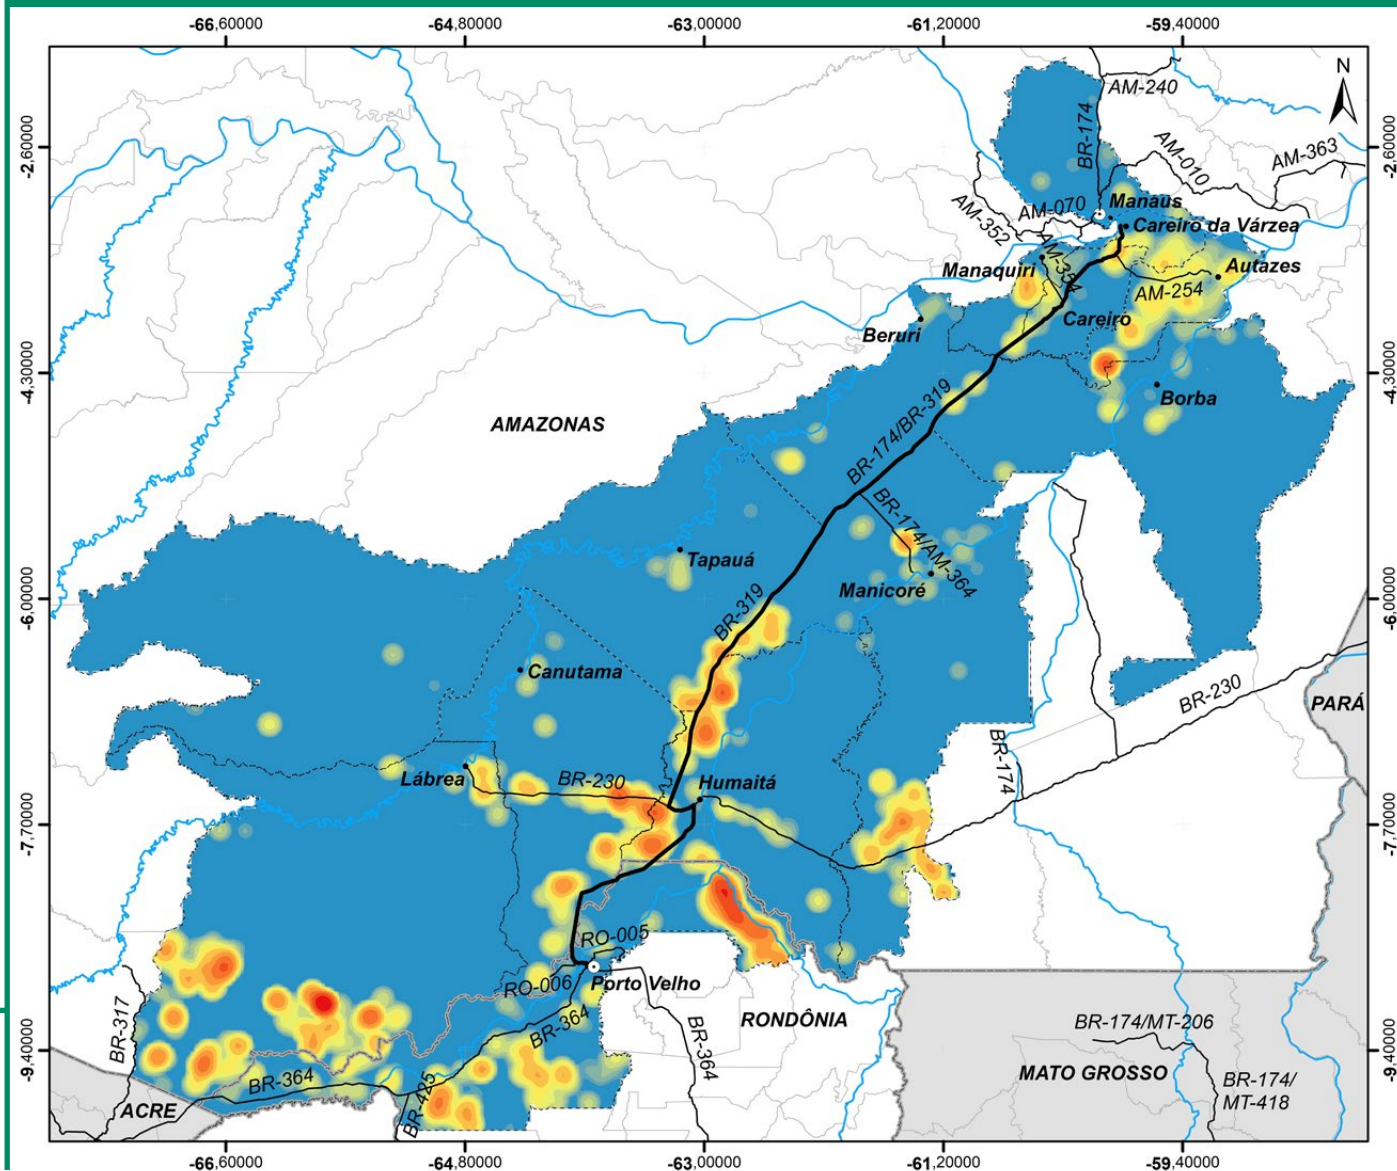 -66,60000 -64,80000 -63,00000 -61,20000 -59,40000
N
AM-240
BR-174
-2,60000 -2,60000
AM-010
AM-363
AM-070
Manaus
AM-352
Careiro da Várzea
AM-354
Manaquiri
Autazes
AM-254
Careiro
Beruri
-4,30000 -4,30000
Borba
AMAZONAS
BR-174/BR-319
BR-174/AM-364
Tapauá
Manicoré
-6,00000 -6,00000
BR-319
Canutama
BR-230
PARÁ
BR-174
Lábrea
BR-230
Humaitá
-7,70000 -7,70000
RO-005
RO-006
Porto Velho
BR-317
BR-364
BR-364
RONDÔNIA
BR-174/MT-206
-9,40000 -9,40000
BR-364
MATO GROSSO
BR-174/
MT-418
BR-425
ACRE
-66,60000 -64,80000 -63,00000 -61,20000 -59,40000